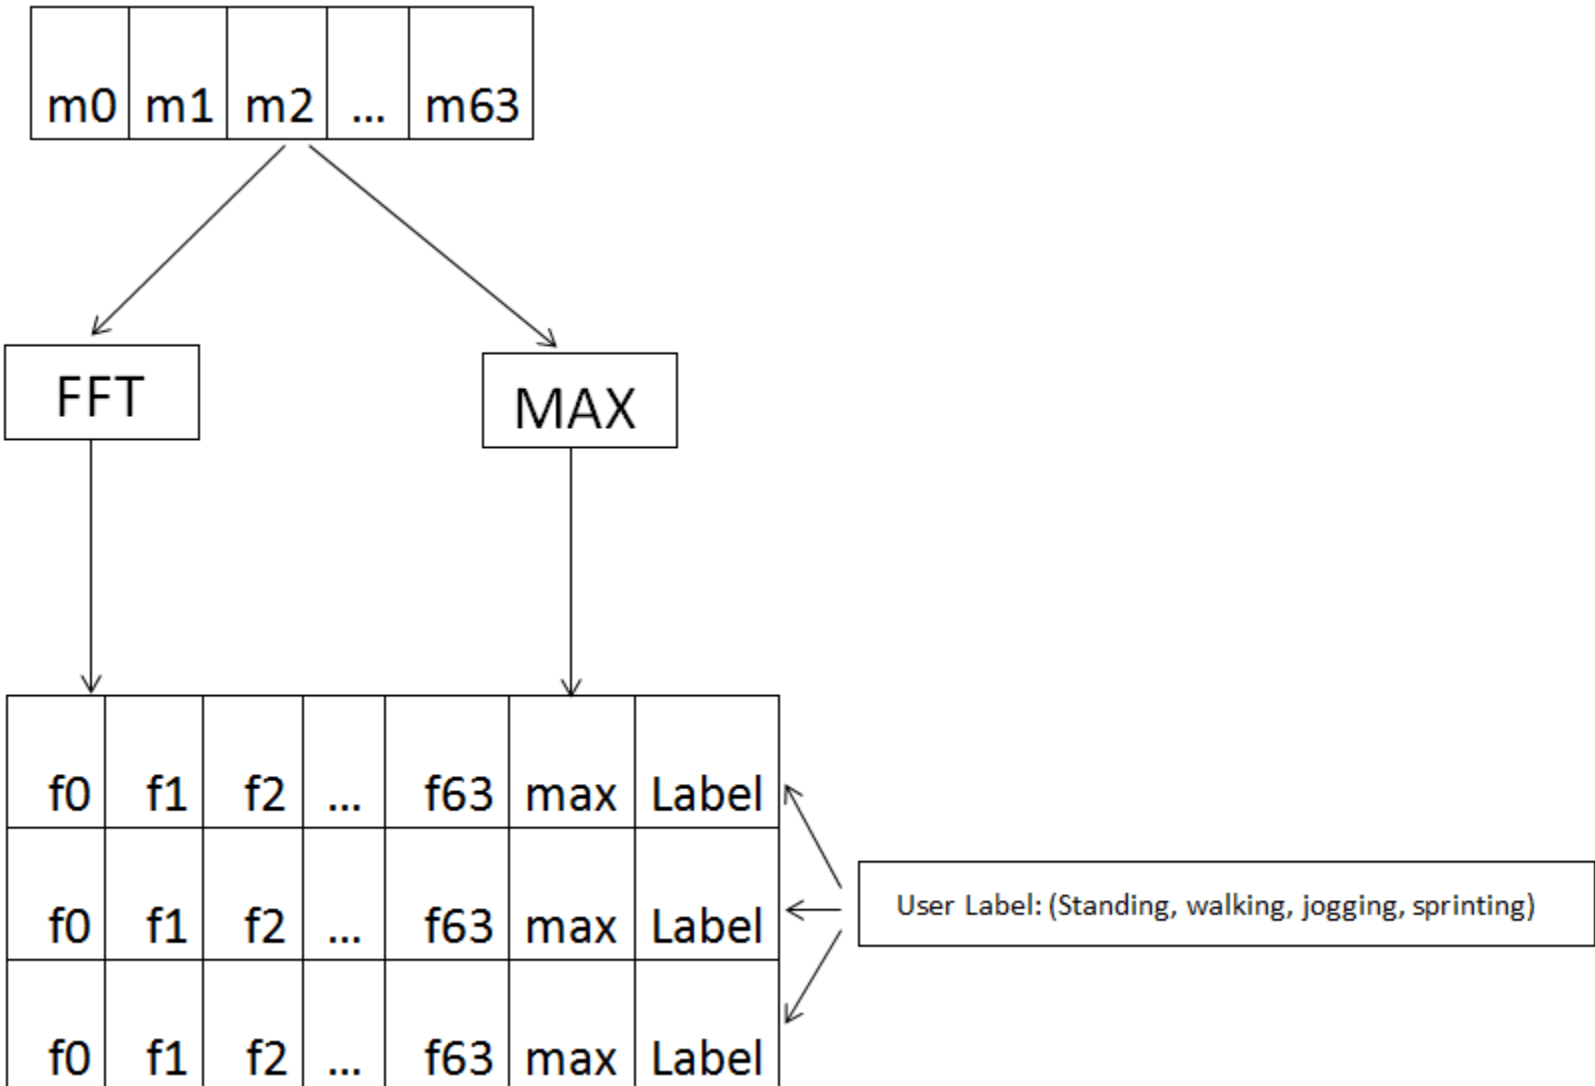 m0 m1 m2 ... m63
FFT
MAX
f0 f1 f2 ... f63 max Label
f0 f1 f2 ... f63 max Label
User Label: (Standing, walking, jogging, sprinting)
f0 f1 f2 ... f63 max Label